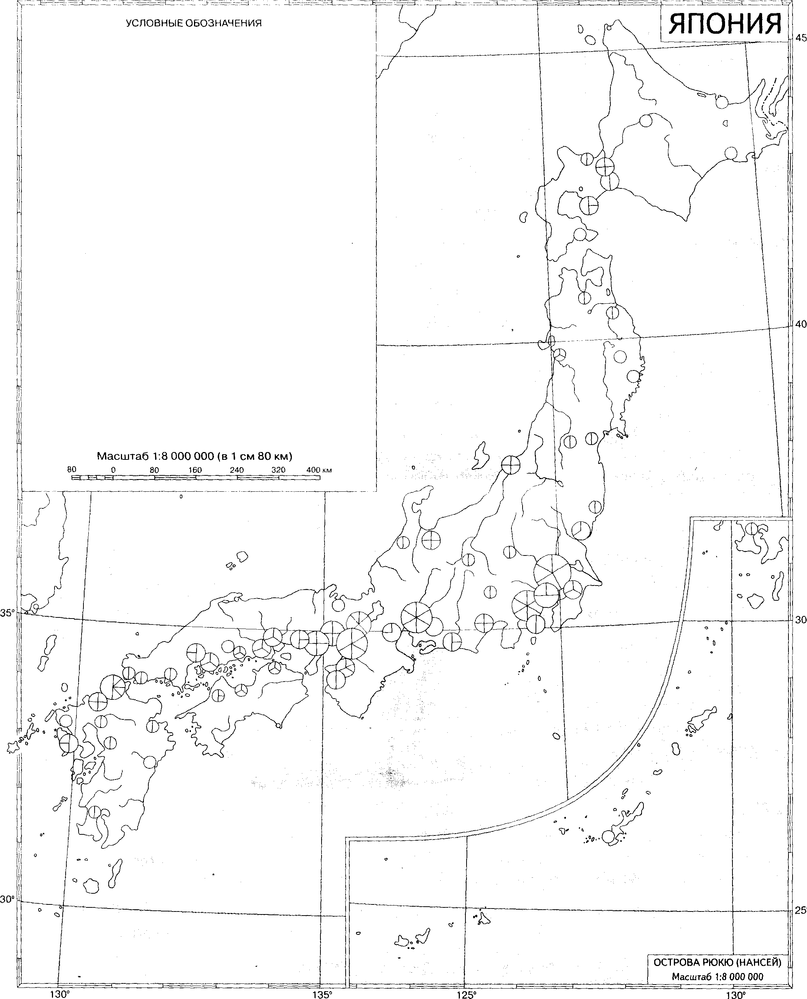 УСЛОВНЫЕ ОБОЗНАЧЕНИЯ
ЯПОНИЯ
45
40
Масштаб 1:8 000 000 (в 1 см 80 км)
80 0 80 160 240 320 400 км
35°
30
30°
25°
ОСТРОВА РЮКЮ (НАНСЕЙ)
Масштаб 1:8 000 000
130° 135° 125° 130°